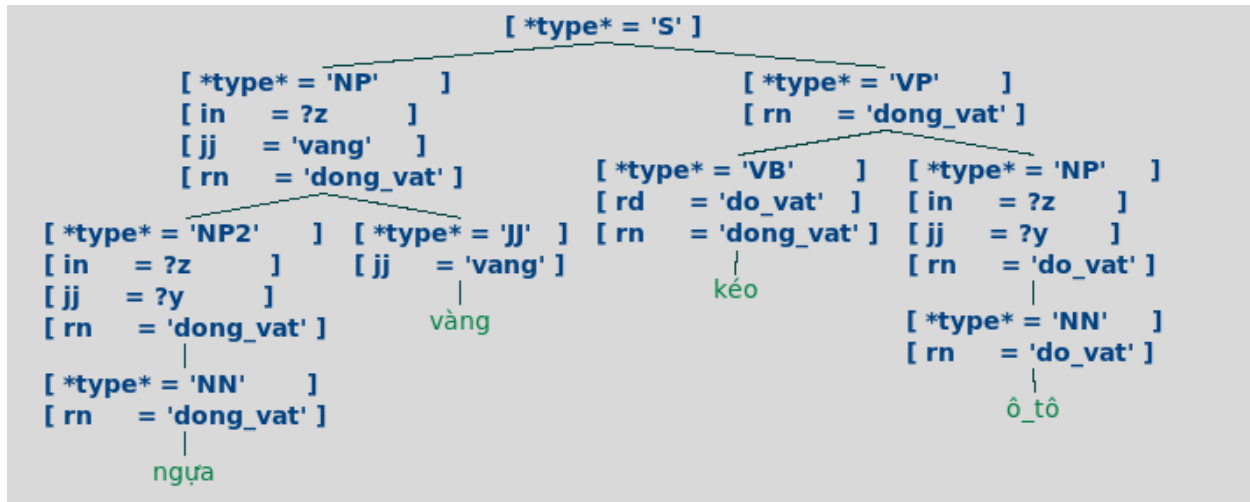 [ *type* = 'S' ]
[ *type* = 'NP' ]
[ in = ?z ]
[ jj = 'vang' ]
[ rn = 'dong_vat' ]
[ *type* = 'VP' ]
[ rn = 'dong_vat' ]
[ *type* = 'NP2' ]
[ in = ?z ]
[ jj = ?y ]
[ rn = 'dong_vat' ]
[ *type* = 'JJ' ]
[ jj = 'vang' ]
vàng
[ *type* = 'VB' ]
[ rd = 'do_vat' ]
[ rn = 'dong_vat' ]
kéo
[ *type* = 'NP' ]
[ in = ?z ]
[ jj = ?y ]
[ rn = 'do_vat' ]
[ *type* = 'NN' ]
[ rn = 'dong_vat' ]
ngựa
[ *type* = 'NN' ]
[ rn = 'do_vat' ]
ô_tô